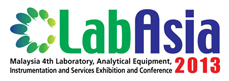 LabAsia
Malaysia 4th Laboratory, Analytical Equipment,
Instrumentation and Services Exhibition and Conference 2013